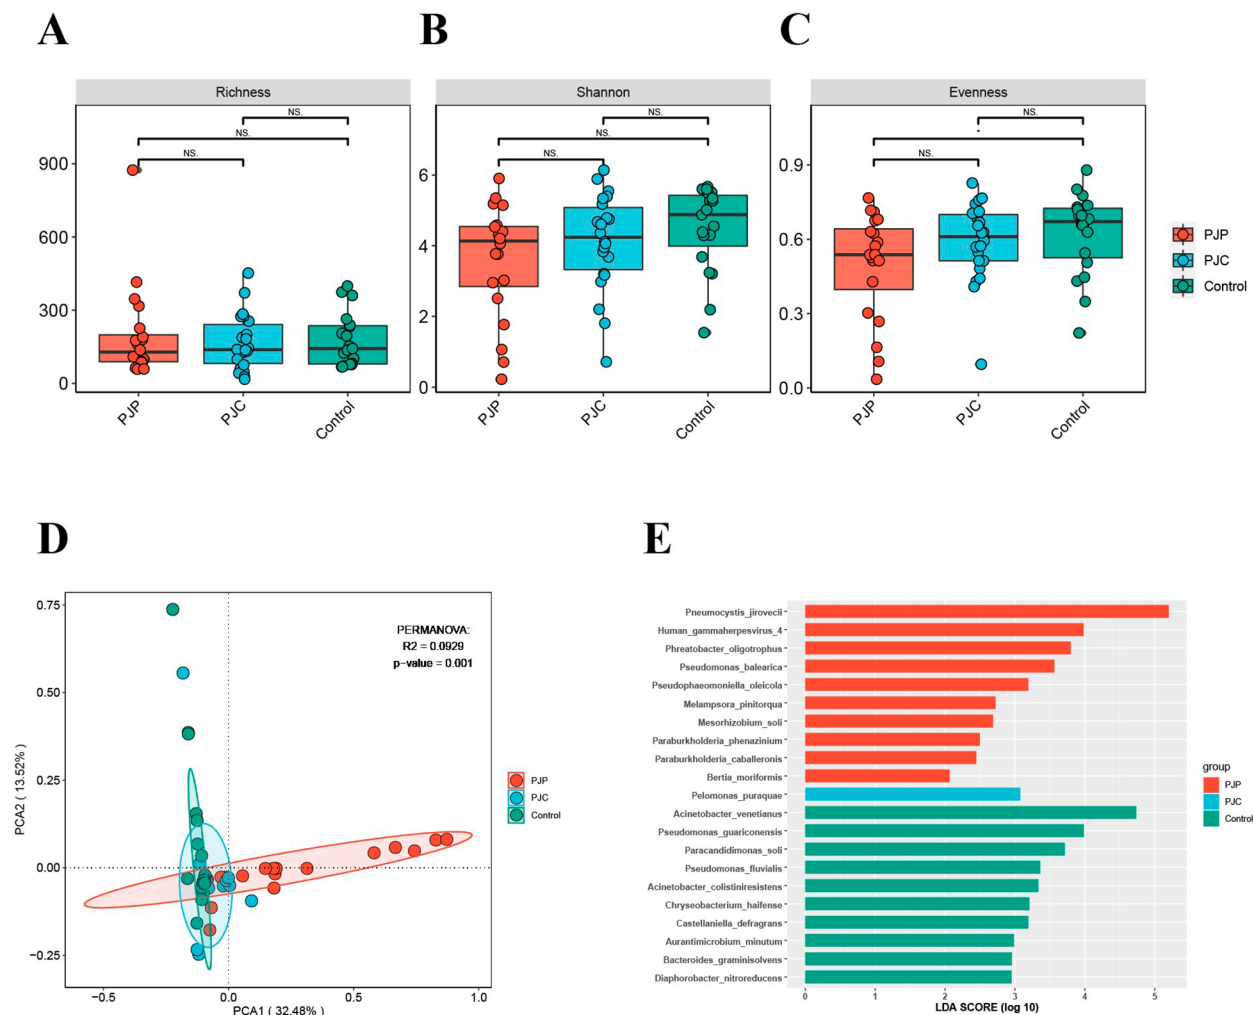 A
B
C
Richness
Shannon
Evenness
NS.
NS.
NS.
NS.
NS.
NS.
NS.
*
NS.
900
600
300
0
6
4
2
0
0.9
0.6
0.3
0.0
PJP
PJC
Control
PJP
PJC
Control
PJP
PJC
Control
PJP
PJC
Control
D
E
PERMANOVA:
R2 = 0.0929
p-value = 0.001
0.75
0.50
0.25
0.00
−0.25
PCA2 ( 13.52% )
−0.5
0.0
0.5
1.0
PCA1 ( 32.48% )
PJP
PJC
Control
Pneumocystis_jirovecii
Human_gammaherpesvirus_4
Phreatobacter_oligotrophus
Pseudomonas_balearica
Pseudophaeomoniella_oleicola
Melampsora_pinitorqua
Mesorhizobium_soli
Paraburkholderia_phenazinium
Paraburkholderia_caballeronis
Bertia_moriformis
Pelomonas_puraquae
Acinetobacter_venetianus
Pseudomonas_guariconensis
Paracandidimonas_soli
Pseudomonas_fluvialis
Acinetobacter_colistiniresistens
Chryseobacterium_haifense
Castellaniella_defragrans
Aurantimicrobium_minutum
Bacteroides_graminisolvens
Diaphorobacter_nitroreducens
0
1
2
3
4
5
LDA SCORE (log 10)
group
PJP
PJC
Control